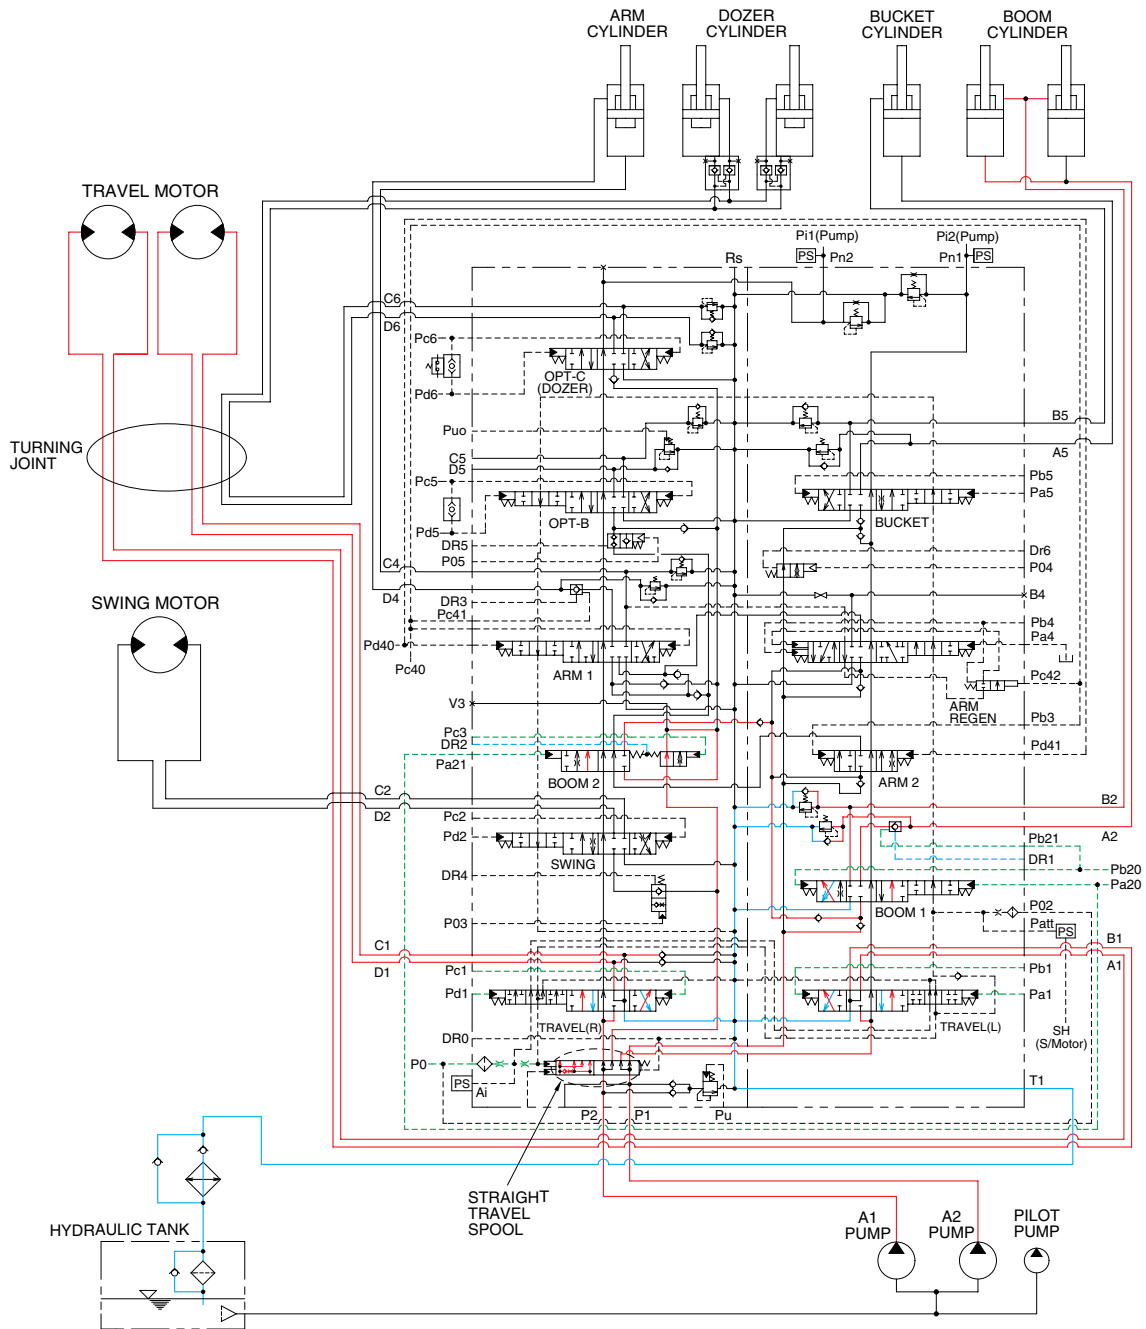 ARM
CYLINDER
DOZER
CYLINDER
BUCKET
CYLINDER
BOOM
CYLINDER
TRAVEL MOTOR
TURNING
JOINT
SWING MOTOR
Pi1(Pump)
Pi2(Pump)
PS
Pn2
Pn1
PS
Rs
C6
D6
Pc6
Pd6
OPT-C
(DOZER)
Puo
C5
D5
Pc5
Pd5
OPT-B
DR5
P05
B5
A5
Pb5
Pa5
BUCKET
Dr6
P04
C4
D4
DR3
Pc41
Pd40
Pc40
ARM 1
B4
Pb4
Pa4
Pc42
ARM
REGEN
V3
Pc3
DR2
Pa21
BOOM 2
Pb3
Pd41
ARM 2
C2
D2
Pc2
Pd2
SWING
DR4
P03
B2
A2
Pb21
DR1
Pb20
Pa20
BOOM 1
P02
Patt
PS
C1
D1
Pc1
Pd1
TRAVEL(R)
B1
A1
Pb1
Pa1
TRAVEL(L)
SH
(S/Motor)
DR0
P0
PS
Ai
T1
P2
P1
Pu
STRAIGHT
TRAVEL
SPOOL
HYDRAULIC TANK
A1
PUMP
A2
PUMP
PILOT
PUMP